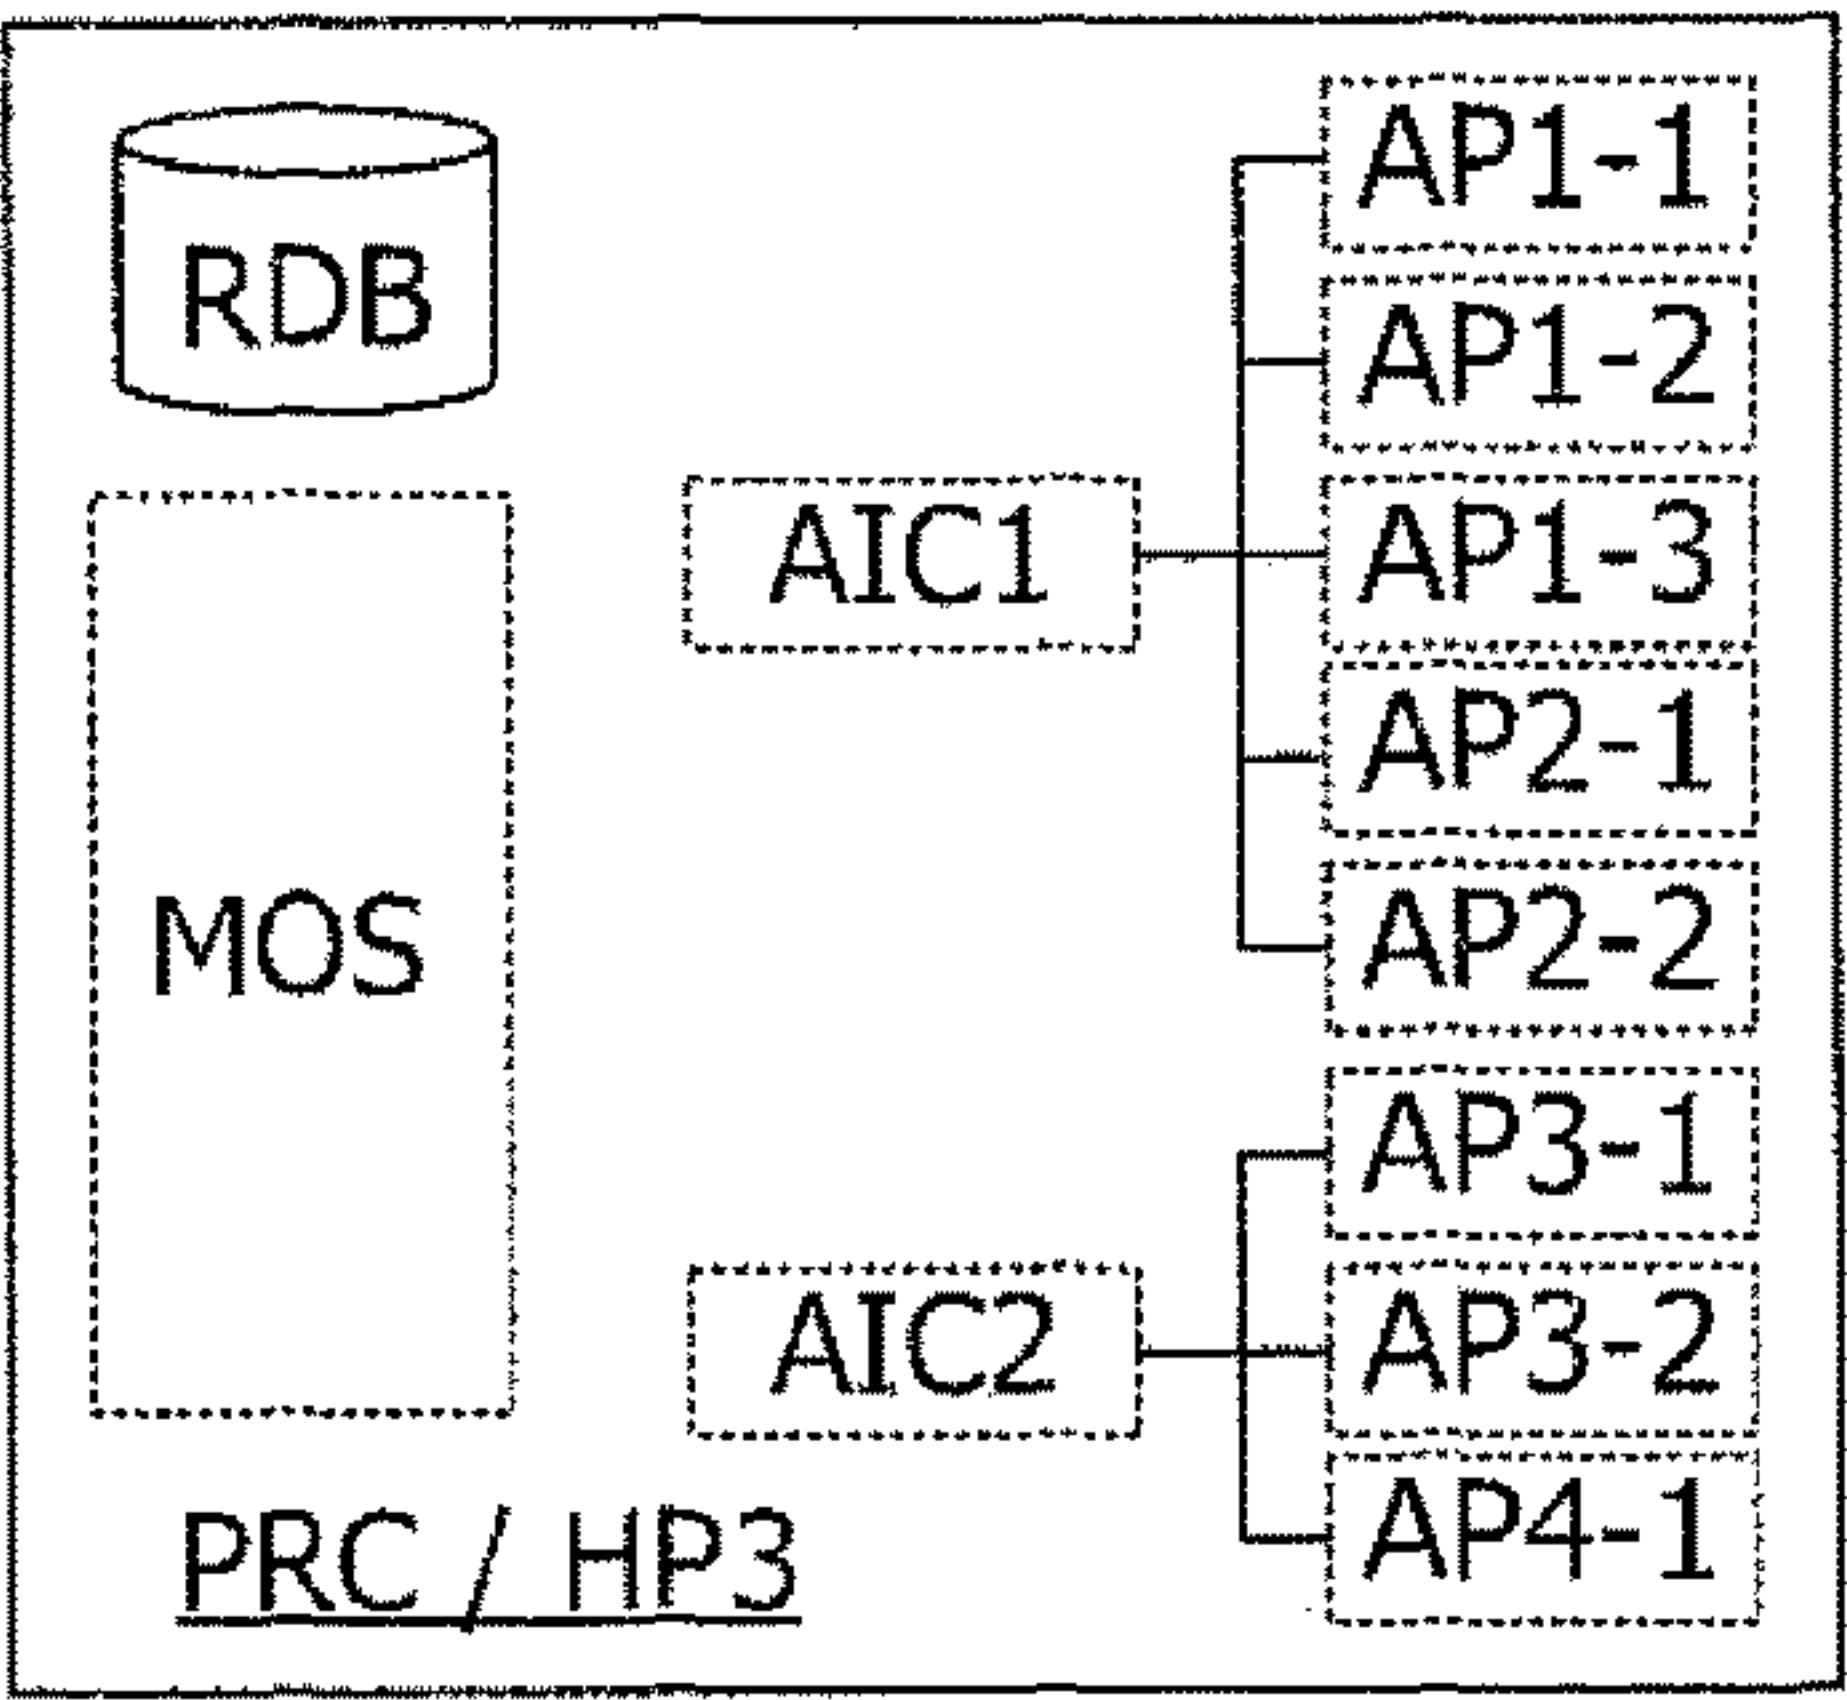 RDB
MOS
PRC / HP3
AIC1
AIC2
AP1-1
AP1-2
AP1-3
AP2-1
AP2-2
AP3-1
AP3-2
AP4-1